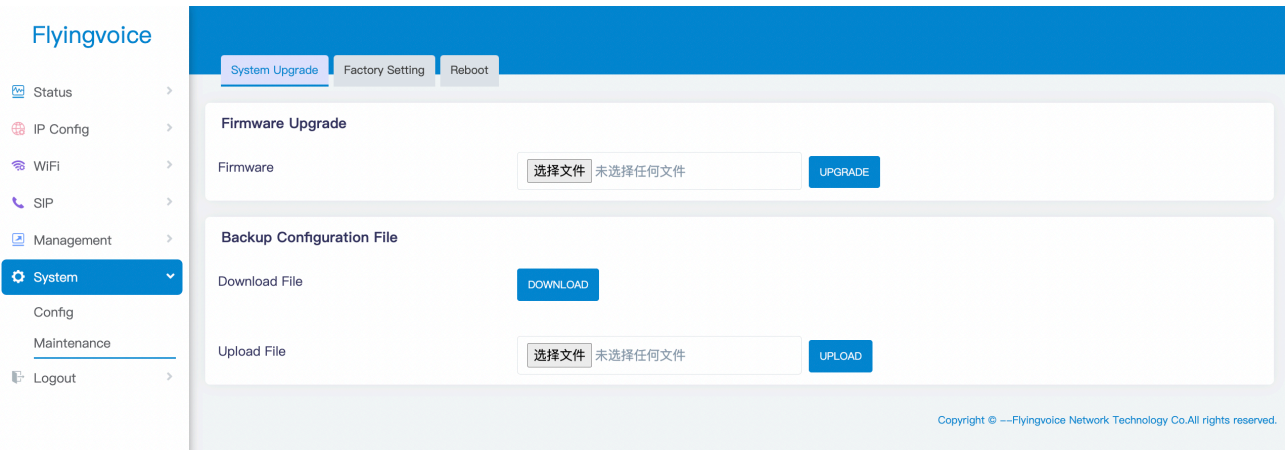 Flyingvoice
System Upgrade Factory Setting Reboot
Status
IP Config
WiFi
SIP
Management
System
Config
Maintenance
Logout
Firmware Upgrade
Firmware 选择文件 未选择任何文件 UPGRADE
Backup Configuration File
Download File DOWNLOAD
Upload File 选择文件 未选择任何文件 UPLOAD
Copyright © --Flyingvoice Network Technology Co.All rights reserved.